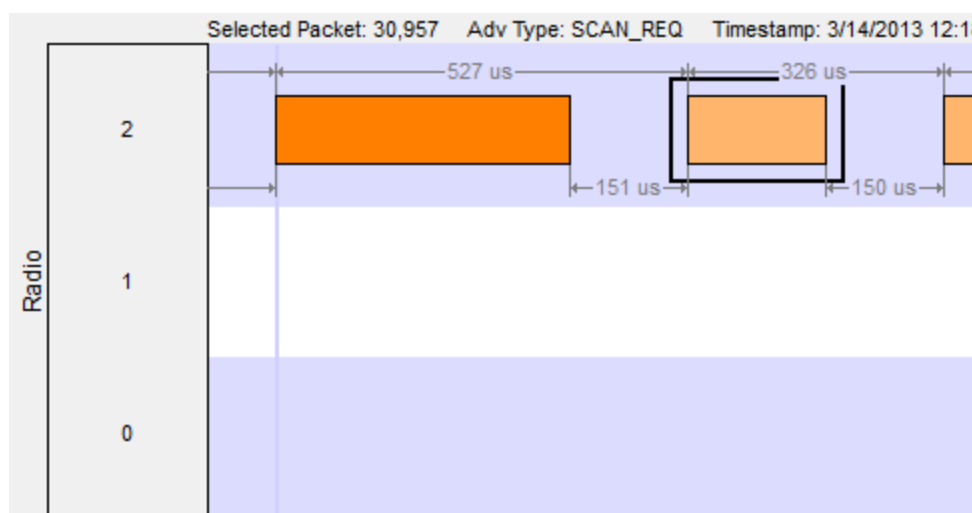 Selected Packet: 30,957 Adv Type: SCAN_REQ Timestamp: 3/14/2013 12:18
527 us 326 us
2
151 us 150 us
Radio
1
0